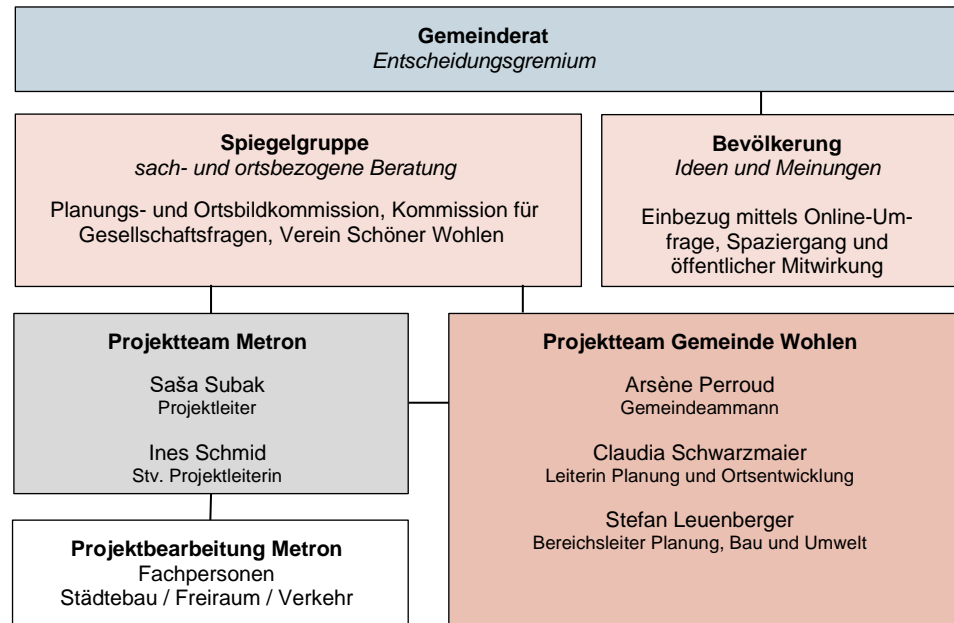 Gemeinderat
Entscheidungsgremium
Spiegelgruppe
sach- und ortsbezogene Beratung
Planungs- und Ortsbildkommission, Kommission für
Gesellschaftsfragen, Verein Schöner Wohlen
Bevölkerung
Ideen und Meinungen
Einbezug mittels Online-Um-
frage, Spaziergang und
öffentlicher Mitwirkung
Projektteam Metron
Saša Subak
Projektleiter
Ines Schmid
Stv. Projektleiterin
Projektteam Gemeinde Wohlen
Arsène Perroud
Gemeindeammann
Claudia Schwarzmaier
Leiterin Planung und Ortsentwicklung
Stefan Leuenberger
Bereichsleiter Planung, Bau und Umwelt
Projektbearbeitung Metron
Fachpersonen
Städtebau / Freiraum / Verkehr